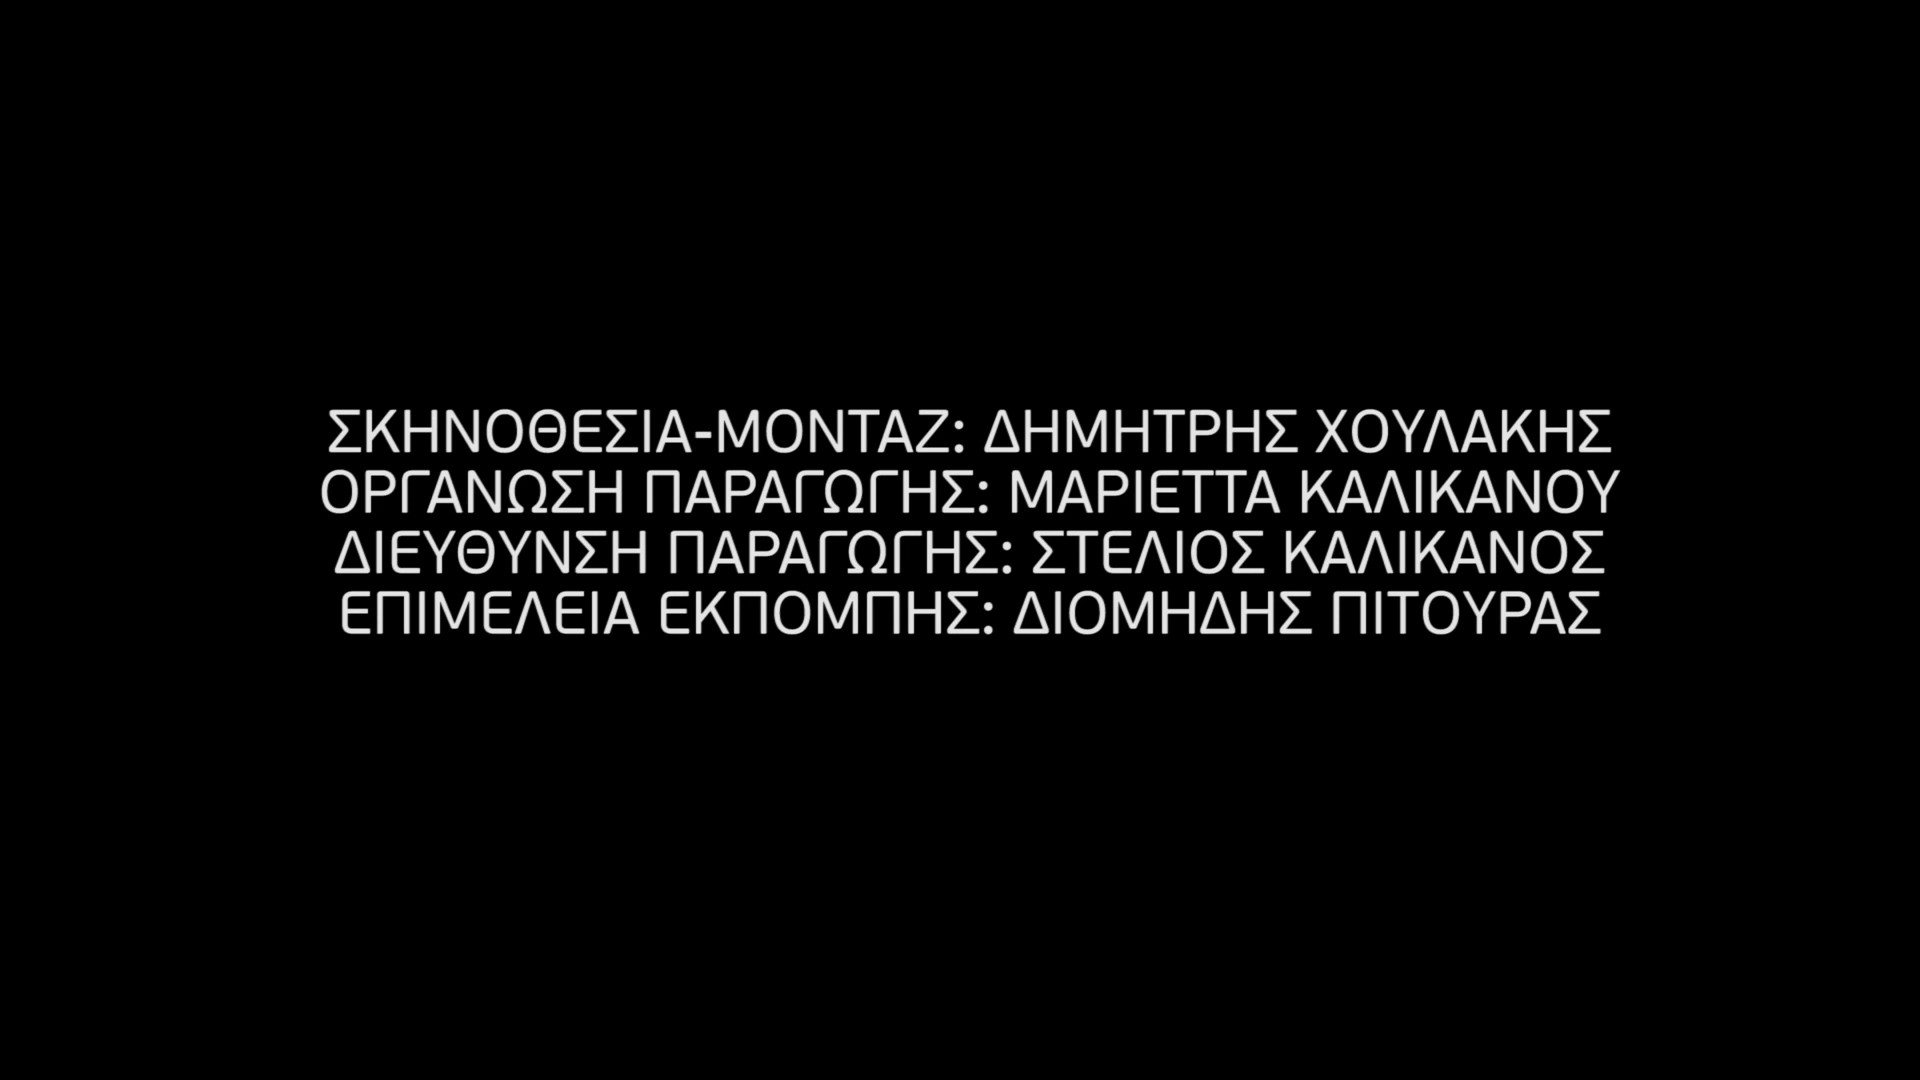 ΣΚΗΝΟΘΕΣΙΑ-ΜΟΝΤΑΖ: ΔΗΜΗΤΡΗΣ ΧΟΥΛΑΚΗΣ
ΟΡΓΑΝΩΣΗ ΠΑΡΑΓΩΓΗΣ: ΜΑΡΙΕΤΤΑ ΚΑΛΙΚΑΝΟΥ
ΔΙΕΥΘΥΝΣΗ ΠΑΡΑΓΩΓΗΣ: ΣΤΕΛΙΟΣ ΚΑΛΙΚΑΝΟΣ
ΕΠΙΜΕΛΕΙΑ ΕΚΠΟΜΠΗΣ: ΔΙΟΜΗΔΗΣ ΠΙΤΟΥΡΑΣ